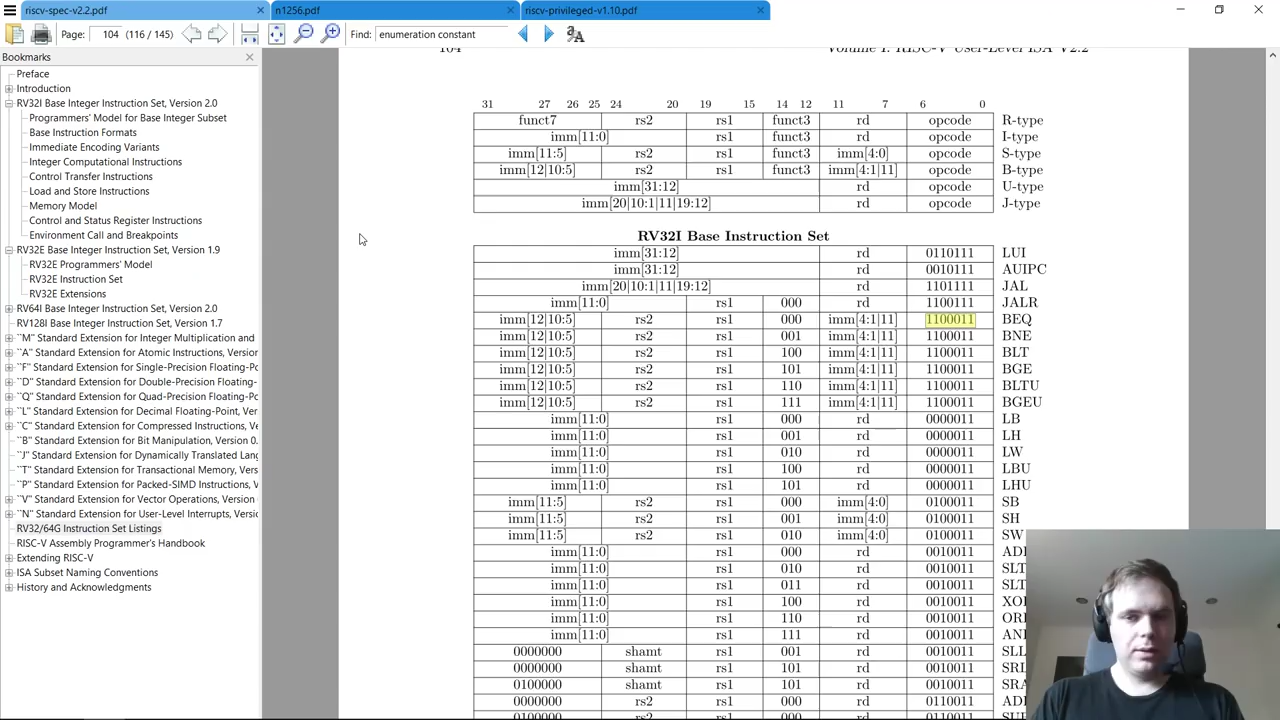 riscv-spec-v2.2.pdf × n1256.pdf × riscv-privileged-v1.10.pdf ×
Page: 104 (116 / 145) Find: enumeration constant
Bookmarks ×
Preface
Introduction
RV32I Base Integer Instruction Set, Version 2.0
Programmers' Model for Base Integer Subset
Base Instruction Formats
Immediate Encoding Variants
Integer Computational Instructions
Control Transfer Instructions
Load and Store Instructions
Memory Model
Control and Status Register Instructions
Environment Call and Breakpoints
RV32E Base Integer Instruction Set, Version 1.9
RV32E Programmers' Model
RV32E Instruction Set
RV32E Extensions
RV64I Base Integer Instruction Set, Version 2.0
RV128I Base Integer Instruction Set, Version 1.7
``M'' Standard Extension for Integer Multiplication and
``A'' Standard Extension for Atomic Instructions, Version
``F'' Standard Extension for Single-Precision Floating-Po
``D'' Standard Extension for Double-Precision Floating-
``Q'' Standard Extension for Quad-Precision Floating-Po
``L'' Standard Extension for Decimal Floating-Point, Ver
``C'' Standard Extension for Compressed Instructions, Ve
``B'' Standard Extension for Bit Manipulation, Version 0.
``J'' Standard Extension for Dynamically Translated Lang
``T'' Standard Extension for Transactional Memory, Vers
``P'' Standard Extension for Packed-SIMD Instructions,
``V'' Standard Extension for Vector Operations, Version
``N'' Standard Extension for User-Level Interrupts, Versi
RV32/64G Instruction Set Listings
RISC-V Assembly Programmer's Handbook
Extending RISC-V
ISA Subset Naming Conventions
History and Acknowledgments
104 Volume I: RISC-V User-Level ISA V2.2
31 27 26 25 24 20 19 15 14 12 11 7 6 0
funct7 rs2 rs1 funct3 rd opcode R-type
imm[11:0] rs1 funct3 rd opcode I-type
imm[11:5] rs2 rs1 funct3 imm[4:0] opcode S-type
imm[12|10:5] rs2 rs1 funct3 imm[4:1|11] opcode B-type
imm[31:12] rd opcode U-type
imm[20|10:1|11|19:12] rd opcode J-type
RV32I Base Instruction Set
imm[31:12] rd 0110111 LUI
imm[31:12] rd 0010111 AUIPC
imm[20|10:1|11|19:12] rd 1101111 JAL
imm[11:0] rs1 000 rd 1100111 JALR
imm[12|10:5] rs2 rs1 000 imm[4:1|11] 1100011 BEQ
imm[12|10:5] rs2 rs1 001 imm[4:1|11] 1100011 BNE
imm[12|10:5] rs2 rs1 100 imm[4:1|11] 1100011 BLT
imm[12|10:5] rs2 rs1 101 imm[4:1|11] 1100011 BGE
imm[12|10:5] rs2 rs1 110 imm[4:1|11] 1100011 BLTU
imm[12|10:5] rs2 rs1 111 imm[4:1|11] 1100011 BGEU
imm[11:0] rs1 000 rd 0000011 LB
imm[11:0] rs1 001 rd 0000011 LH
imm[11:0] rs1 010 rd 0000011 LW
imm[11:0] rs1 100 rd 0000011 LBU
imm[11:0] rs1 101 rd 0000011 LHU
imm[11:5] rs2 rs1 000 imm[4:0] 0100011 SB
imm[11:5] rs2 rs1 001 imm[4:0] 0100011 SH
imm[11:5] rs2 rs1 010 imm[4:0] 0100011 SW
imm[11:0] rs1 000 rd 0010011 AD
imm[11:0] rs1 010 rd 0010011 SLT
imm[11:0] rs1 011 rd 0010011 SLT
imm[11:0] rs1 100 rd 0010011 XO
imm[11:0] rs1 110 rd 0010011 OR
imm[11:0] rs1 111 rd 0010011 AN
0000000 shamt rs1 001 rd 0010011 SLL
0000000 shamt rs1 101 rd 0010011 SRL
0100000 shamt rs1 101 rd 0010011 SRA
0000000 rs2 rs1 000 rd 0110011 AD
0100000 rs2 rs1 000 rd 0110011 SU